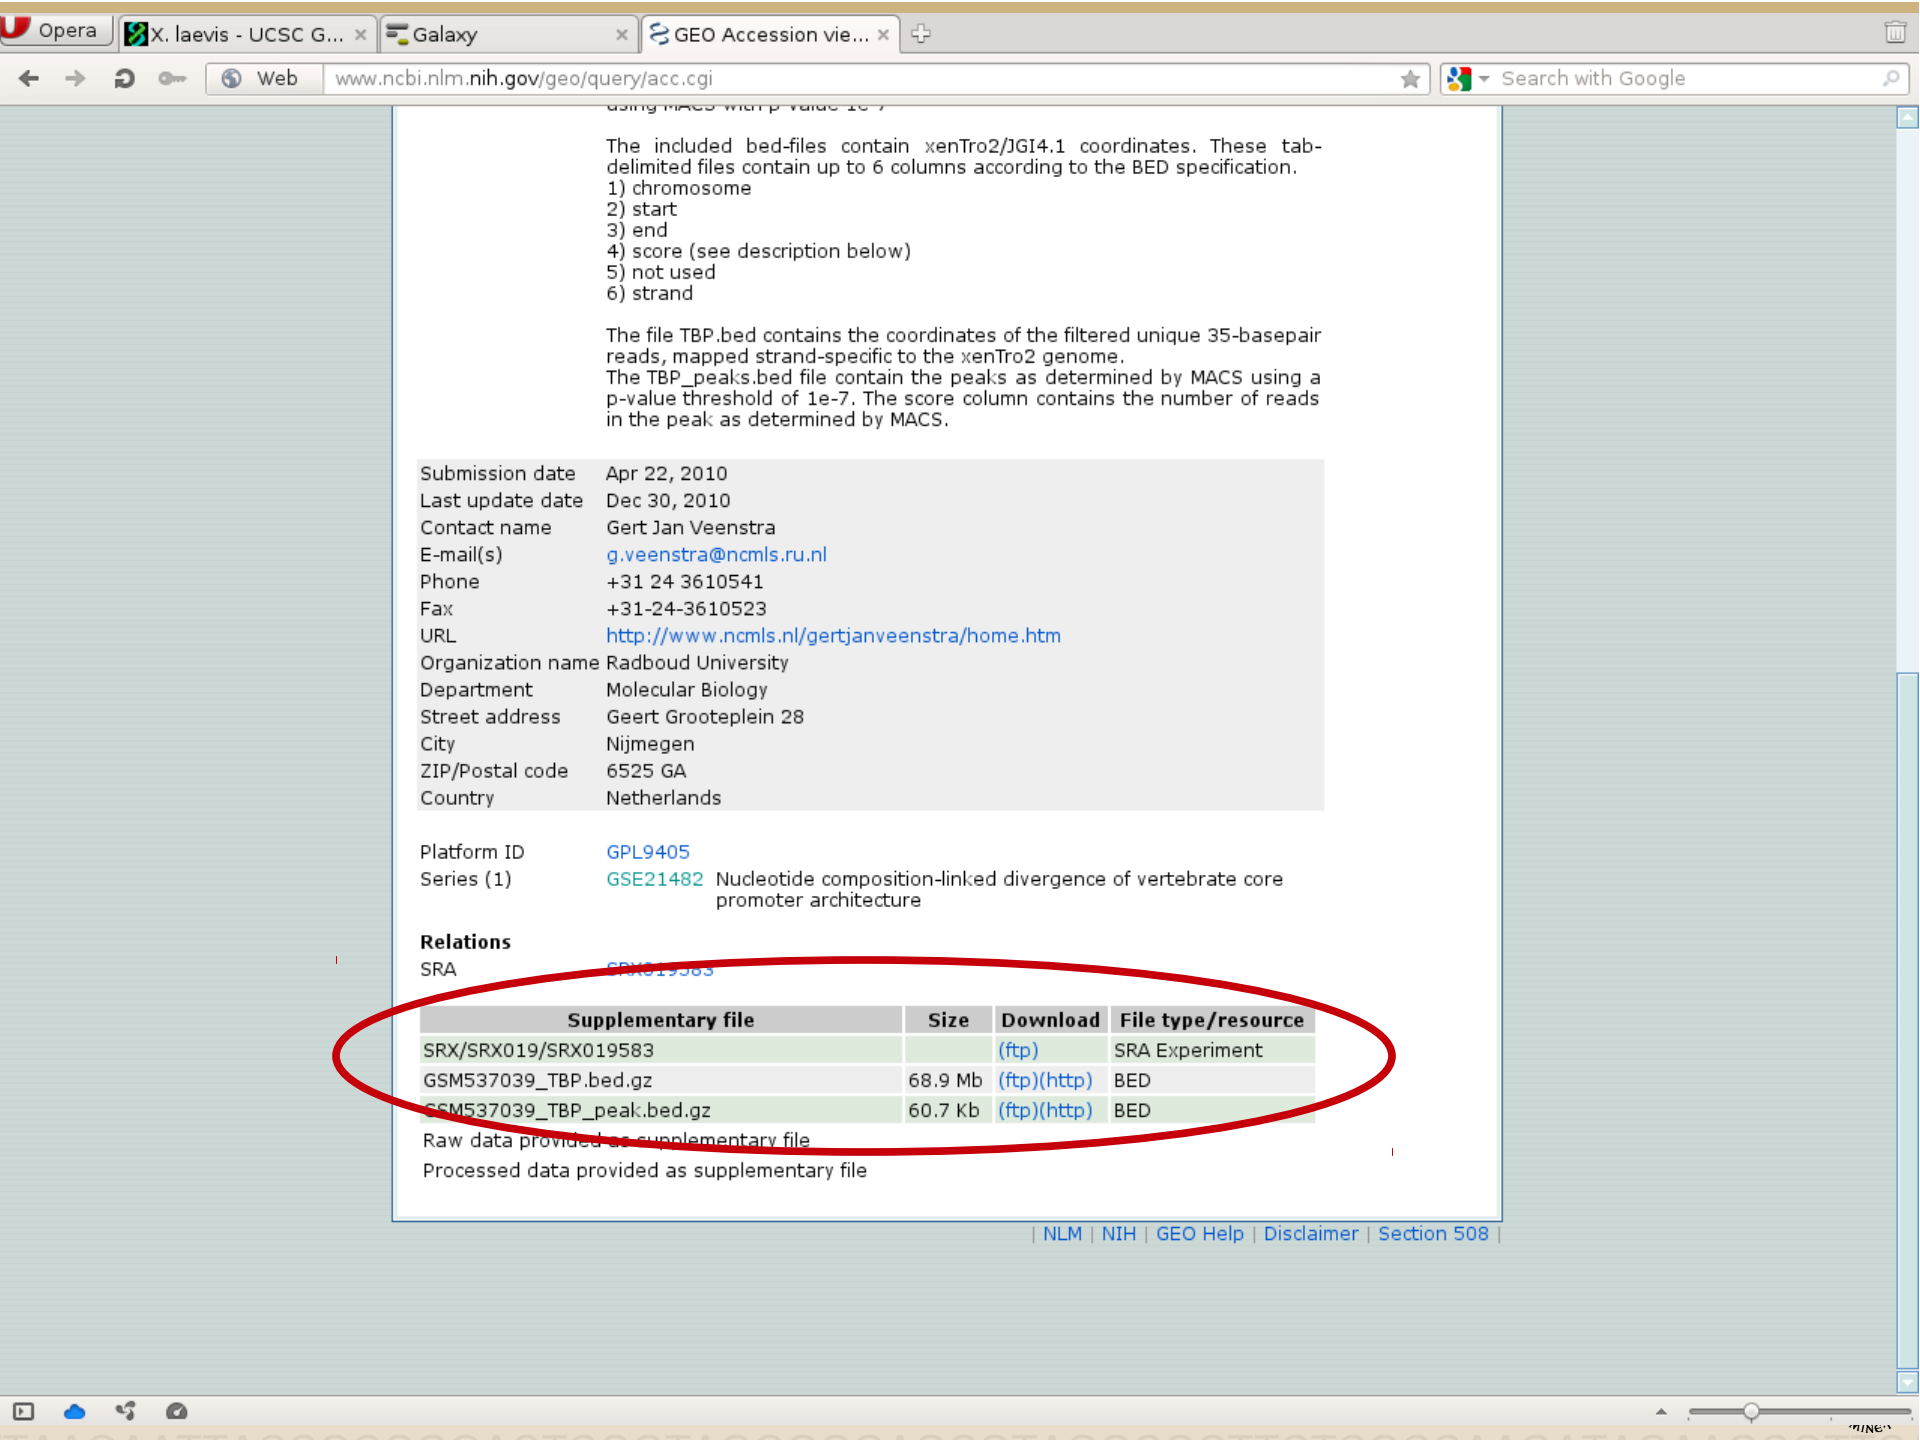 Opera
X. laevis - UCSC G...
Galaxy
GEO Accession vie...
Web
www.ncbi.nlm.nih.gov/geo/query/acc.cgi
Search with Google
using MACS with p-value 1e-7
The included bed-files contain xenTro2/JGI4.1 coordinates. These tab-
delimited files contain up to 6 columns according to the BED specification.
1) chromosome
2) start
3) end
4) score (see description below)
5) not used
6) strand
The file TBP.bed contains the coordinates of the filtered unique 35-basepair
reads, mapped strand-specific to the xenTro2 genome.
The TBP_peaks.bed file contain the peaks as determined by MACS using a
p-value threshold of 1e-7. The score column contains the number of reads
in the peak as determined by MACS.
Submission date Apr 22, 2010
Last update date Dec 30, 2010
Contact name Gert Jan Veenstra
E-mail(s) g.veenstra@ncmls.ru.nl
Phone +31 24 3610541
Fax +31-24-3610523
URL http://www.ncmls.nl/gertjanveenstra/home.htm
Organization name Radboud University
Department Molecular Biology
Street address Geert Grooteplein 28
City Nijmegen
ZIP/Postal code 6525 GA
Country Netherlands
Platform ID GPL9405
Series (1) GSE21482 Nucleotide composition-linked divergence of vertebrate core
promoter architecture
Relations
SRA SRX019583
Supplementary file Size Download File type/resource
SRX/SRX019/SRX019583 (ftp) SRA Experiment
GSM537039_TBP.bed.gz 68.9 Mb (ftp)(http) BED
GSM537039_TBP_peak.bed.gz 60.7 Kb (ftp)(http) BED
Raw data provided as supplementary file
Processed data provided as supplementary file
| NLM | NIH | GEO Help | Disclaimer | Section 508 |